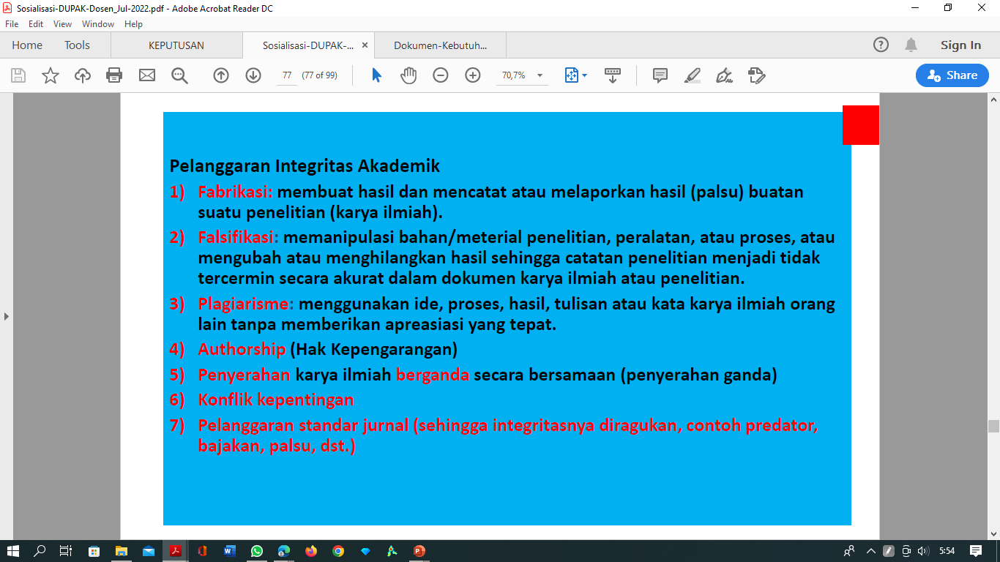 Sosialisasi-DUPAK-Dosen_Jul-2022.pdf - Adobe Acrobat Reader DC
File Edit View Window Help
Home Tools KEPUTUSAN Sosialisasi-DUPAK-... × Dokumen-Kebutuh... ? Sign In
77 (77 of 99) 70,7% Share
Pelanggaran Integritas Akademik
1) Fabrikasi: membuat hasil dan mencatat atau melaporkan hasil (palsu) buatan
suatu penelitian (karya ilmiah).
2) Falsifikasi: memanipulasi bahan/meterial penelitian, peralatan, atau proses, atau
mengubah atau menghilangkan hasil sehingga catatan penelitian menjadi tidak
tercermin secara akurat dalam dokumen karya ilmiah atau penelitian.
3) Plagiarisme: menggunakan ide, proses, hasil, tulisan atau kata karya ilmiah orang
lain tanpa memberikan apreasiasi yang tepat.
4) Authorship (Hak Kepengarangan)
5) Penyerahan karya ilmiah berganda secara bersamaan (penyerahan ganda)
6) Konflik kepentingan
7) Pelanggaran standar jurnal (sehingga integritasnya diragukan, contoh predator,
bajakan, palsu, dst.)
5:54